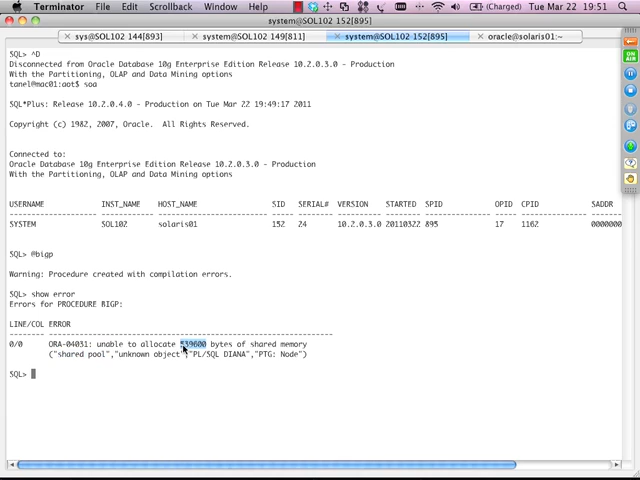 Terminator File Edit Scrollback Window Help (Charged) Tue Mar 22 19:51
system@SOL102 152[895]
sys@SOL102 144[893] system@SOL102 149[811] system@SOL102 152[895] oracle@solaris01:~
ON AIR
SQL> ^D
Disconnected from Oracle Database 10g Enterprise Edition Release 10.2.0.3.0 - Production
With the Partitioning, OLAP and Data Mining options
tanel@mac01:aot$ soa
SQL*Plus: Release 10.2.0.4.0 - Production on Tue Mar 22 19:49:17 2011
Copyright (c) 1982, 2007, Oracle. All Rights Reserved.
Connected to:
Oracle Database 10g Enterprise Edition Release 10.2.0.3.0 - Production
With the Partitioning, OLAP and Data Mining options
USERNAME INST_NAME HOST_NAME SID SERIAL# VERSION STARTED SPID OPID CPID SADDR
SYSTEM SOL102 solaris01 152 24 10.2.0.3.0 20110322 895 17 1162 0000000
SQL> @bigp
Warning: Procedure created with compilation errors.
SQL> show error
Errors for PROCEDURE BIGP:
LINE/COL ERROR
0/0 ORA-04031: unable to allocate bytes of shared memory
("shared pool","unknown object","PL/SQL DIANA","PTG: Node")
SQL>